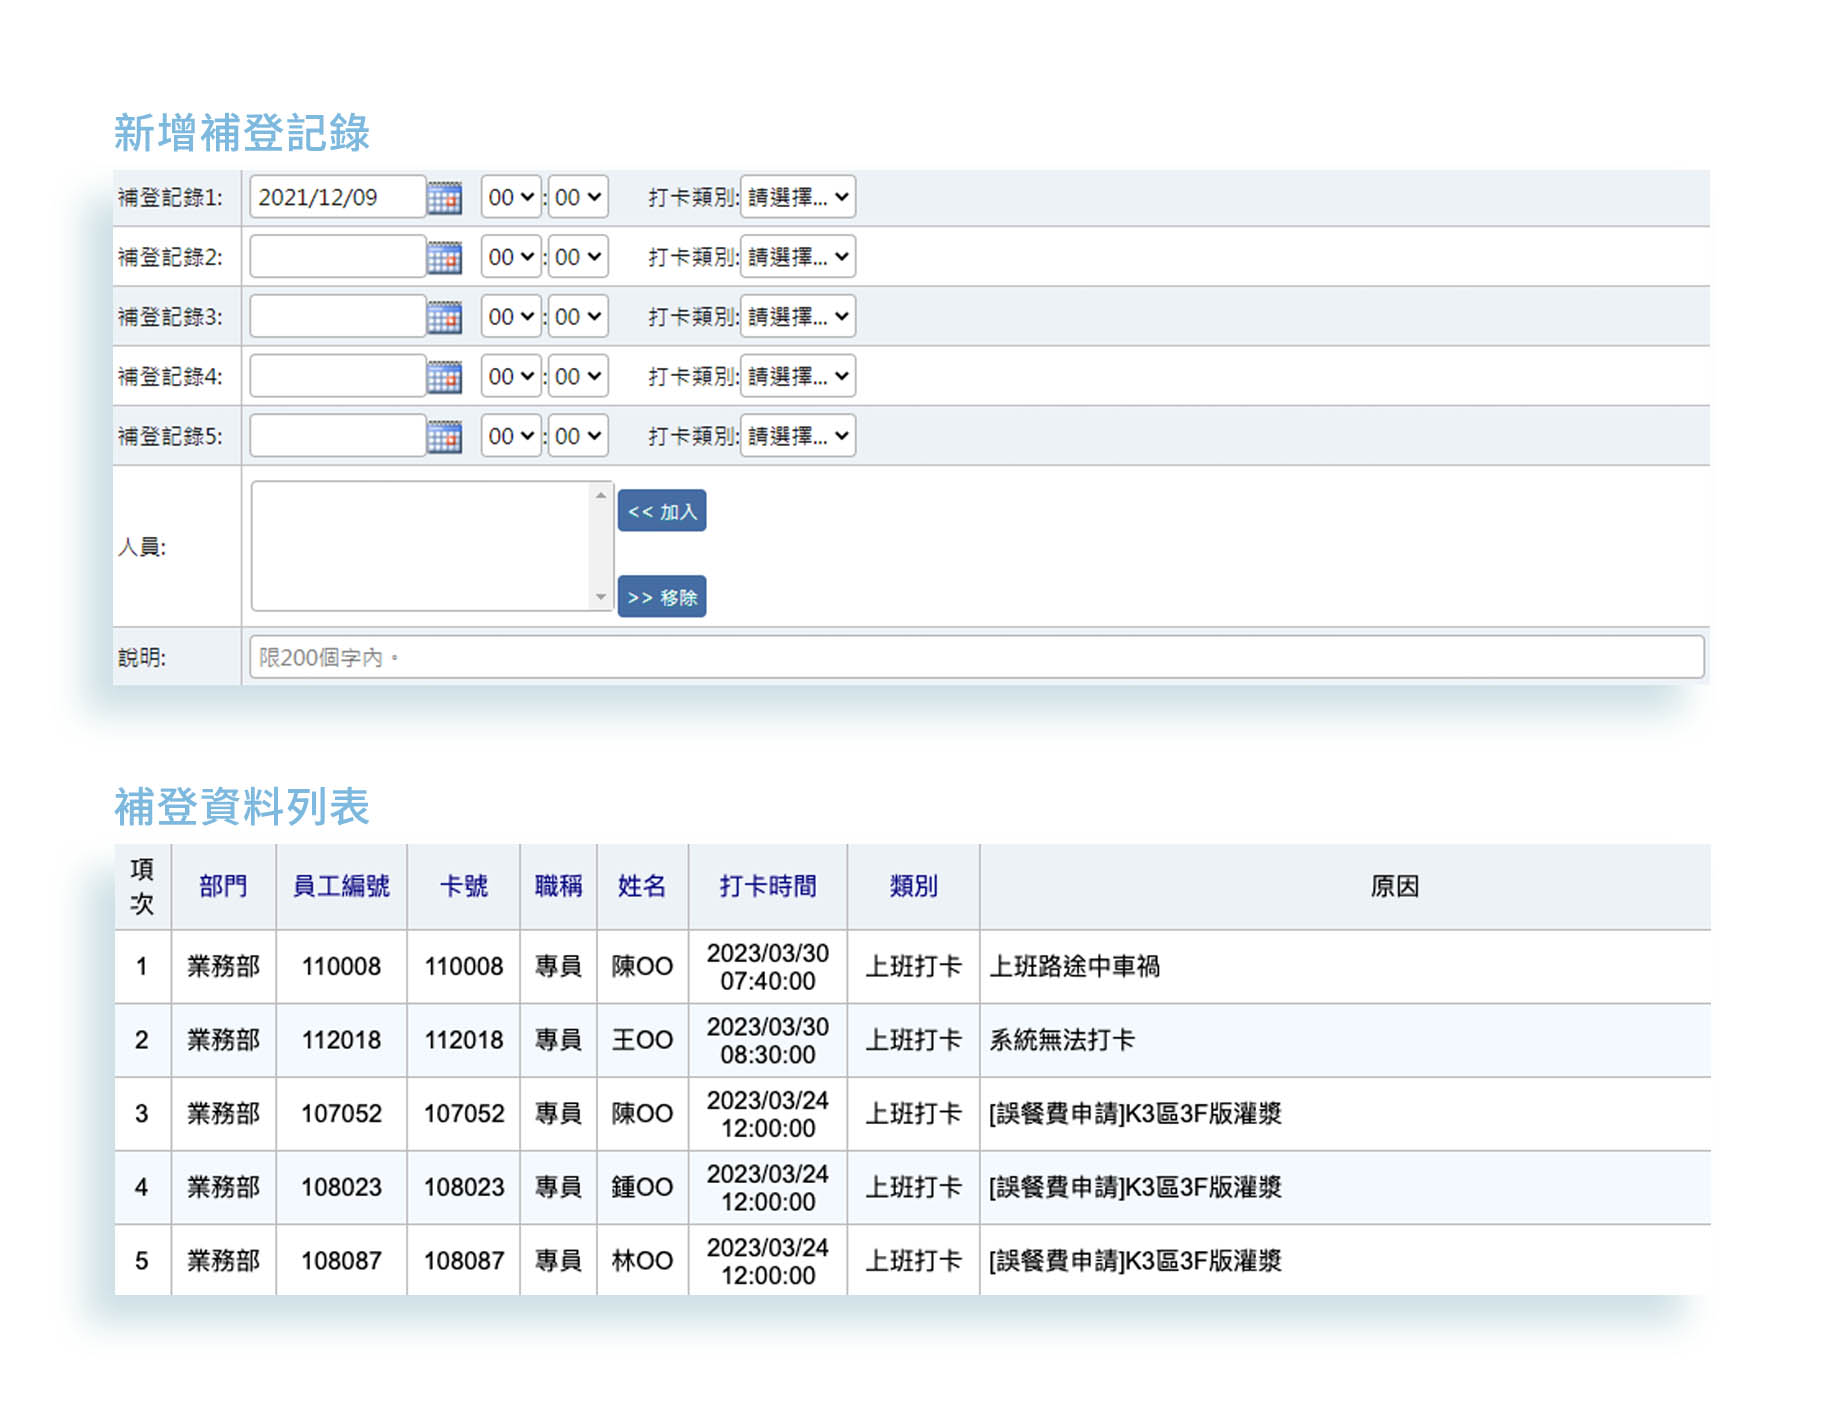 新增補登記錄
補登記錄1: 2021/12/09 00 : 00 打卡類別: 請選擇...
補登記錄2: 00 : 00 打卡類別: 請選擇...
補登記錄3: 00 : 00 打卡類別: 請選擇...
補登記錄4: 00 : 00 打卡類別: 請選擇...
補登記錄5: 00 : 00 打卡類別: 請選擇...
人員: << 加入
>> 移除
說明: 限200個字內。
補登資料列表
項次 部門 員工編號 卡號 職稱 姓名 打卡時間 類別 原因
1 業務部 110008 110008 專員 陳OO 2023/03/30 07:40:00 上班打卡 上班路途中車禍
2 業務部 112018 112018 專員 王OO 2023/03/30 08:30:00 上班打卡 系統無法打卡
3 業務部 107052 107052 專員 陳OO 2023/03/24 12:00:00 上班打卡 [誤餐費申請]K3區3F版灌漿
4 業務部 108023 108023 專員 鍾OO 2023/03/24 12:00:00 上班打卡 [誤餐費申請]K3區3F版灌漿
5 業務部 108087 108087 專員 林OO 2023/03/24 12:00:00 上班打卡 [誤餐費申請]K3區3F版灌漿